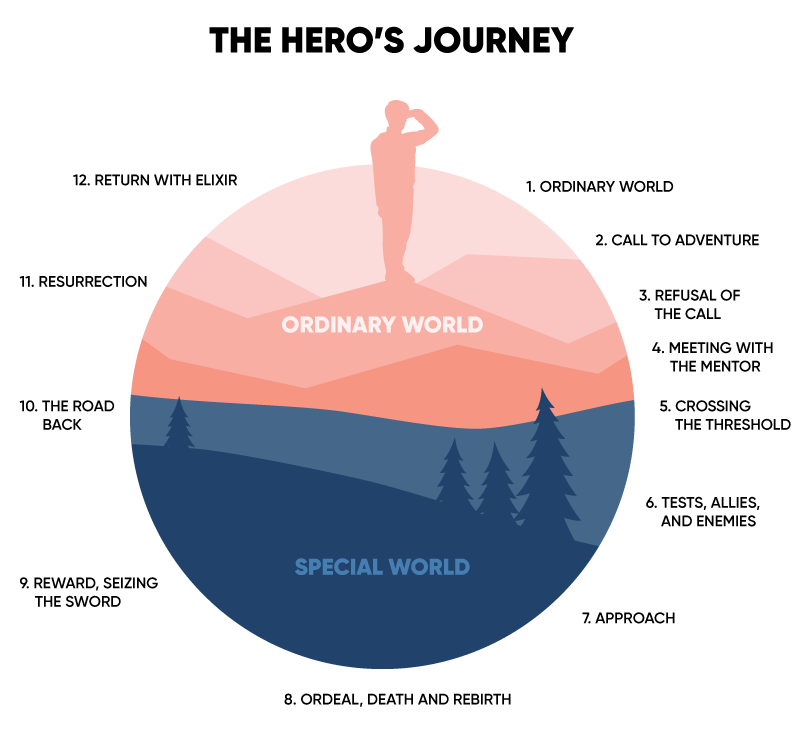 THE HERO'S JOURNEY
12. RETURN WITH ELIXIR
1. ORDINARY WORLD
2. CALL TO ADVENTURE
11. RESURRECTION
3. REFUSAL OF
THE CALL
ORDINARY WORLD
4. MEETING WITH
THE MENTOR
10. THE ROAD
BACK
5. CROSSING
THE THRESHOLD
6. TESTS, ALLIES,
AND ENEMIES
SPECIAL WORLD
9. REWARD, SEIZING
THE SWORD
7. APPROACH
8. ORDEAL, DEATH AND REBIRTH